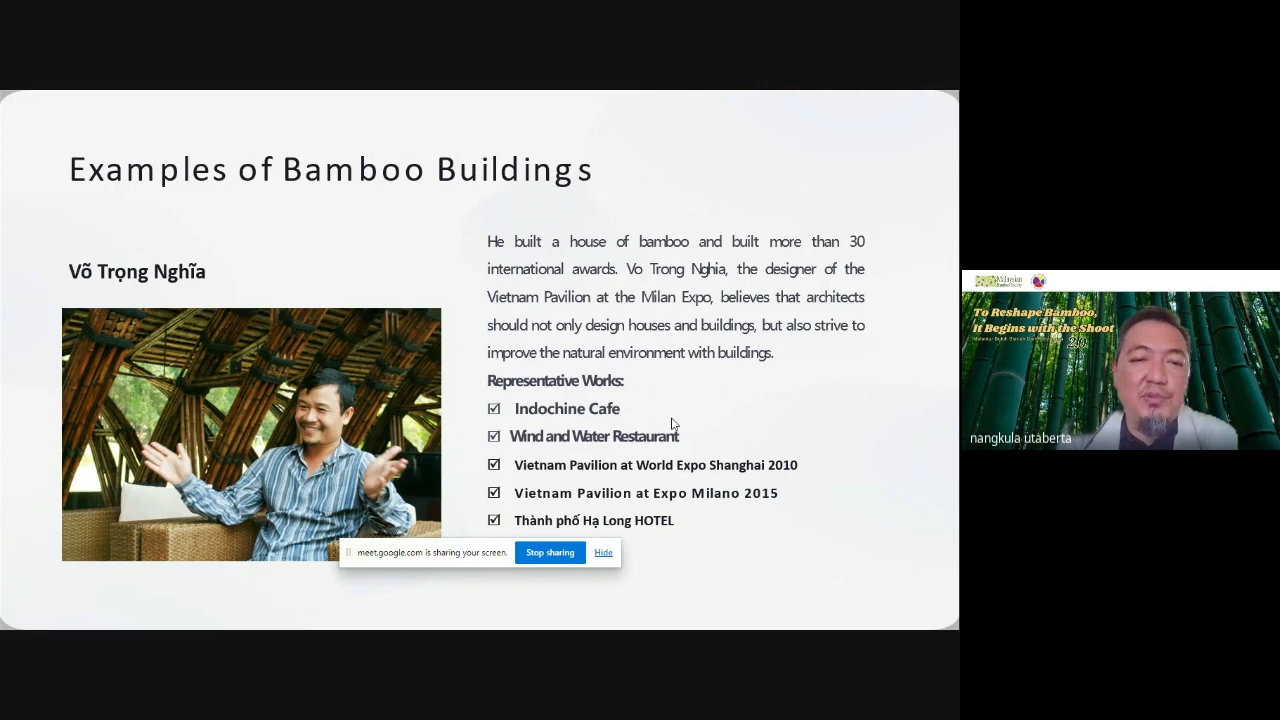 Examples of Bamboo Buildings
Võ Trọng Nghĩa
He built a house of bamboo and built more than 30
international awards. Vo Trong Nghia, the designer of the
Vietnam Pavilion at the Milan Expo, believes that architects
should not only design houses and buildings, but also strive to
improve the natural environment with buildings.
Representative Works:
Indochine Cafe
Wind and Water Restaurant
Vietnam Pavilion at World Expo Shanghai 2010
Vietnam Pavilion at Expo Milano 2015
Thành phố Hạ Long HOTEL
meet.google.com is sharing your screen.
Stop sharing
Hide
Malaysian
Bamboo Society
To Reshape Bamboo,
It Begins with the Shoot
2.0
nangkula utaberta